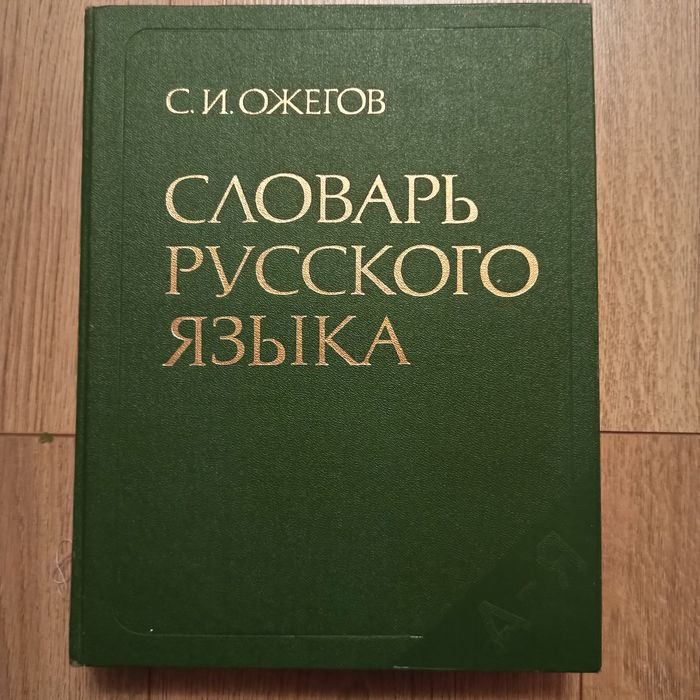 С. И. ОЖЕГОВ
СЛОВАРЬ
РУССКОГО
ЯЗЫКА
А-Я